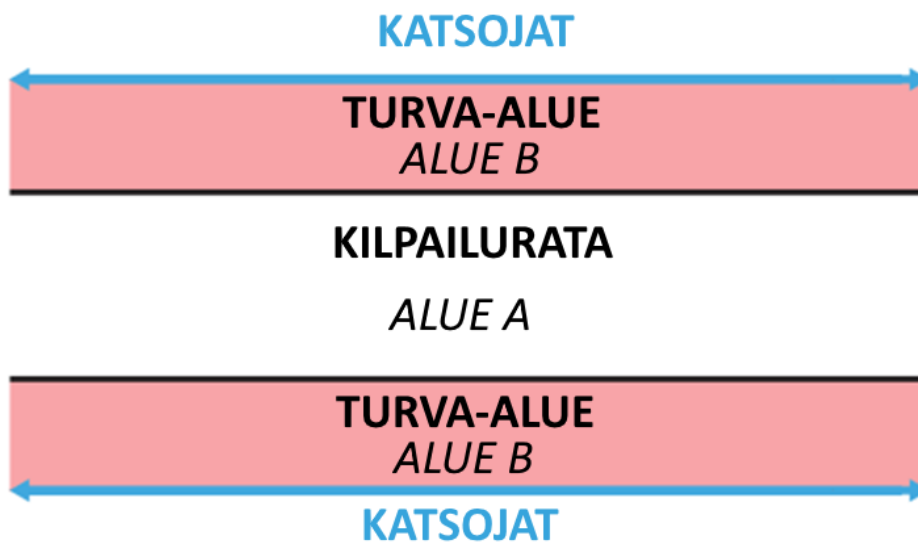 KATSOJAT
TURVA-ALUE
ALUE B
KILPAILURATA
ALUE A
TURVA-ALUE
ALUE B
KATSOJAT